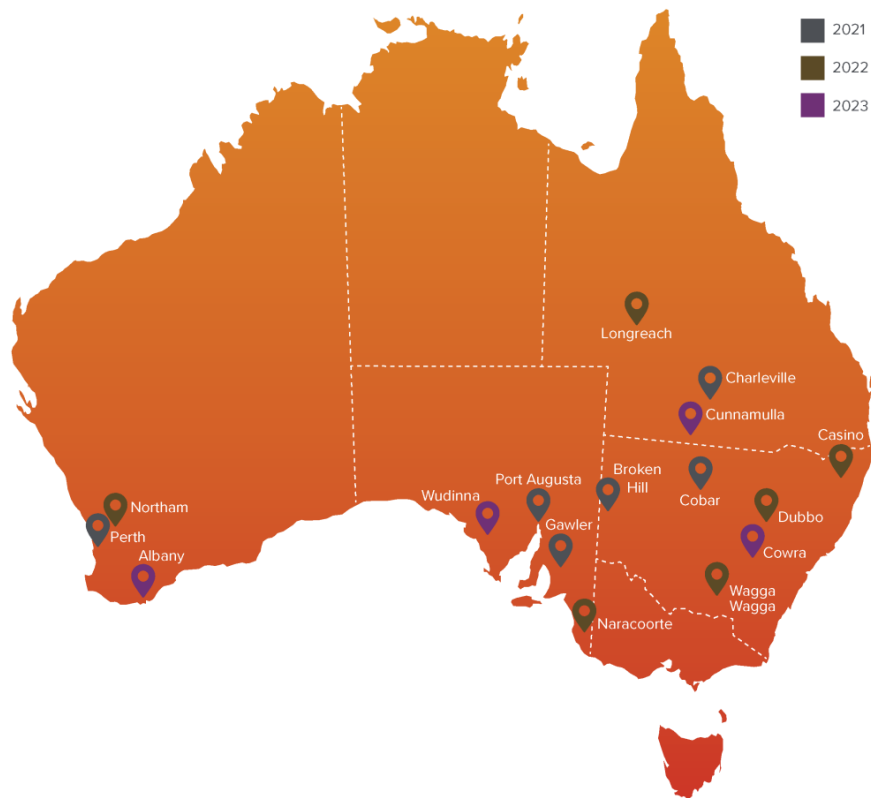 2021
2022
2023
Longreach
Charleville
Cunnamulla
Casino
Broken
Hill
Port Augusta
Cobar
Wudinna
Northam
Dubbo
Gawler
Perth
Cowra
Albany
Wagga
Wagga
Naracoorte